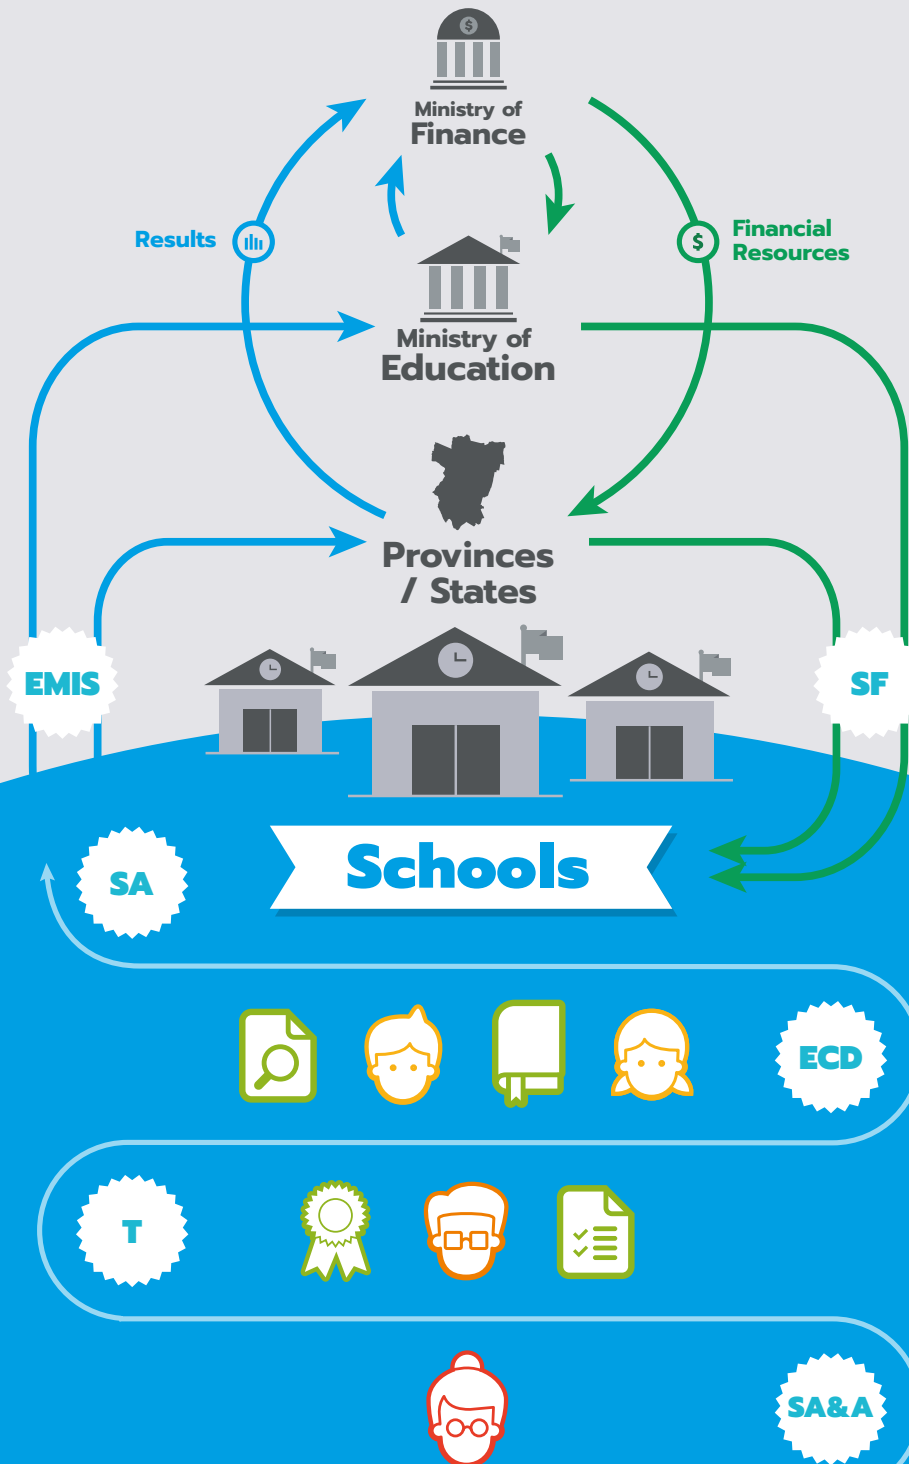 $
Ministry of
Finance
Results
$
Financial
Resources
Ministry of
Education
Provinces
/ States
EMIS
SF
SA
Schools
ECD
T
SA&A